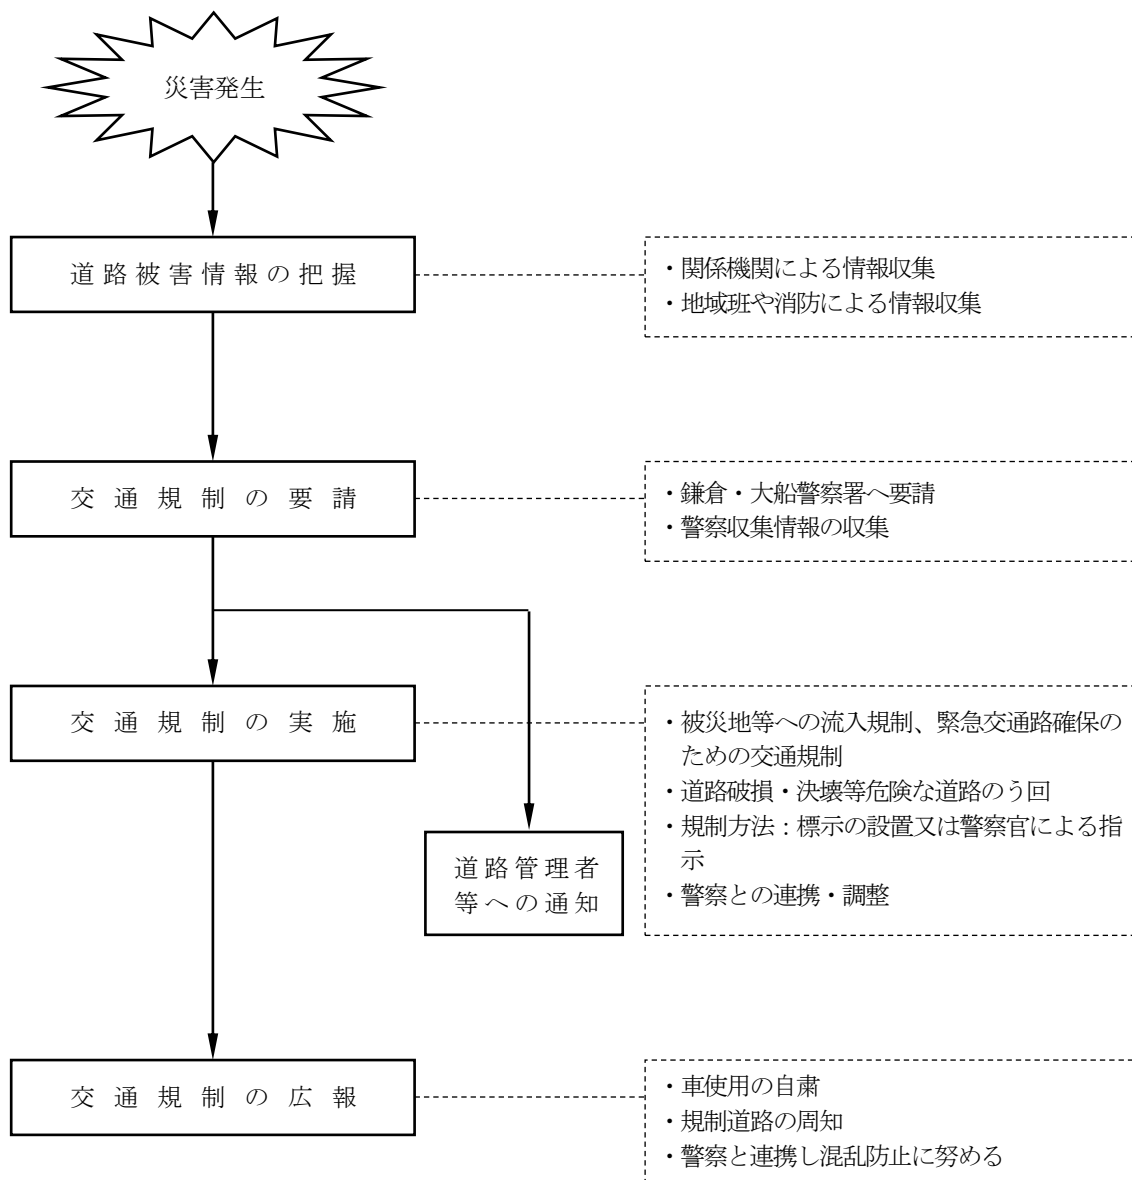 災害発生
道路被害情報の把握
・関係機関による情報収集
・地域班や消防による情報収集
交通規制の要請
・鎌倉・大船警察署へ要請
・警察収集情報の収集
交通規制の実施
・被災地等への流入規制、緊急交通路確保の
ための交通規制
・道路破損・決壊等危険な道路のう回
・規制方法：標示の設置又は警察官による指
示
・警察との連携・調整
道路管理者
等への通知
交通規制の広報
・車使用の自粛
・規制道路の周知
・警察と連携し混乱防止に努める